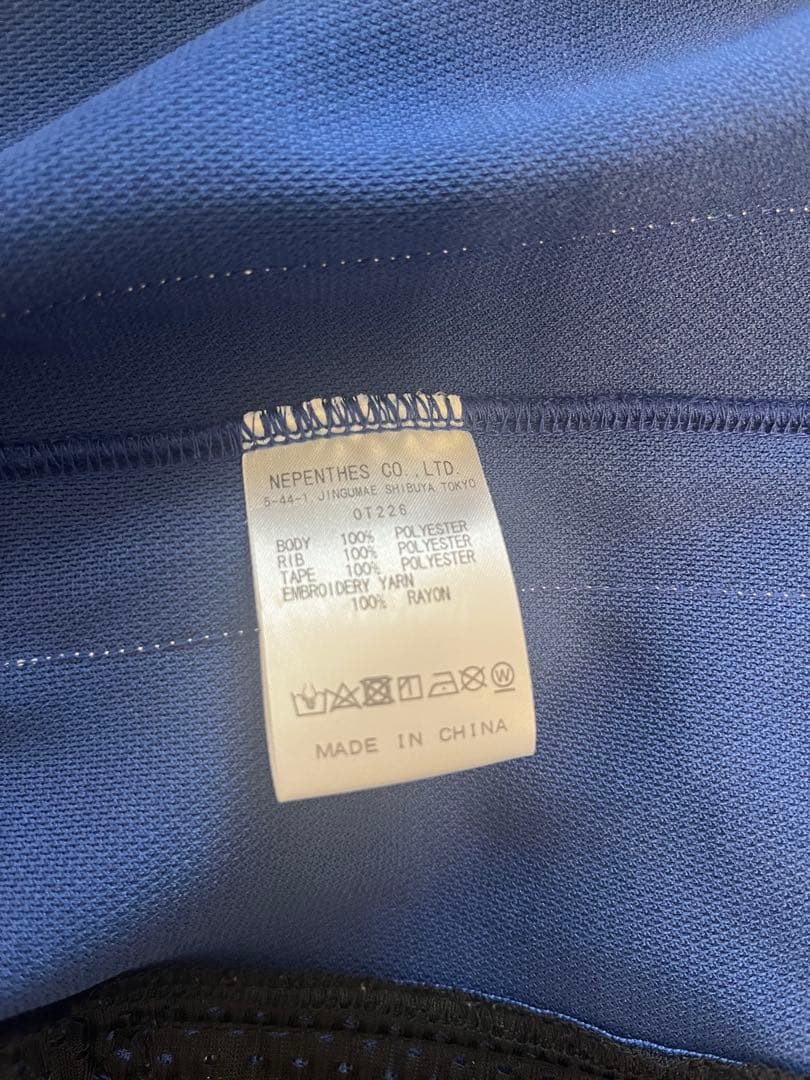 NEPENTHES CO.,LTD.
5-44-1 JINGUMAE SHIBUYA TOKYO
OT226
BODY 100% POLYESTER
RIB 100% POLYESTER
TAPE 100% POLYESTER
EMBROIDERY YARN
100% RAYON
W
MADE IN CHINA